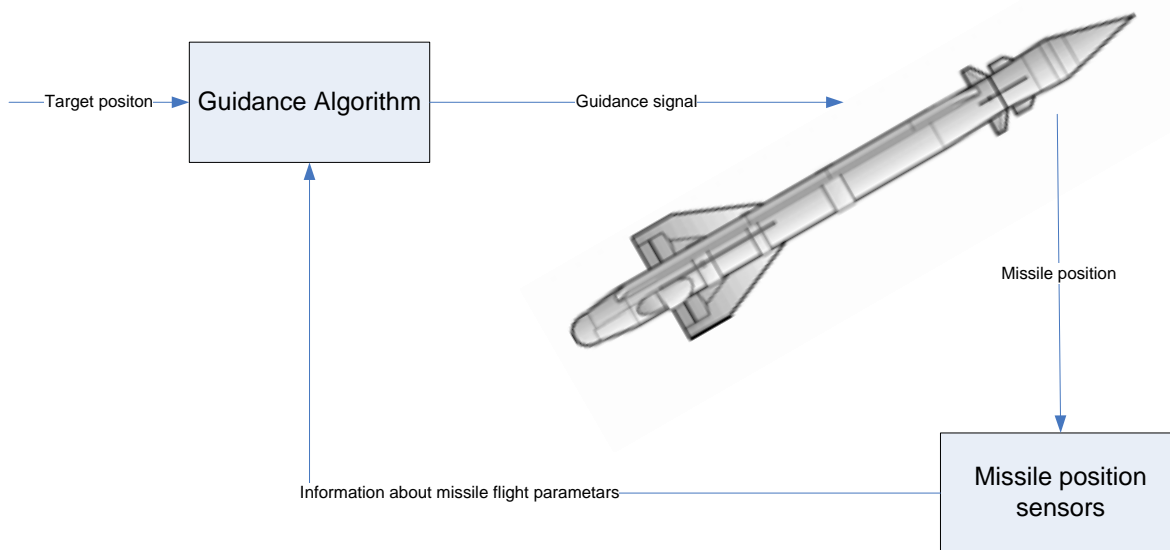 Target positon
Guidance Algorithm
Guidance signal
Missile position
Information about missile flight parametars
Missile position
sensors